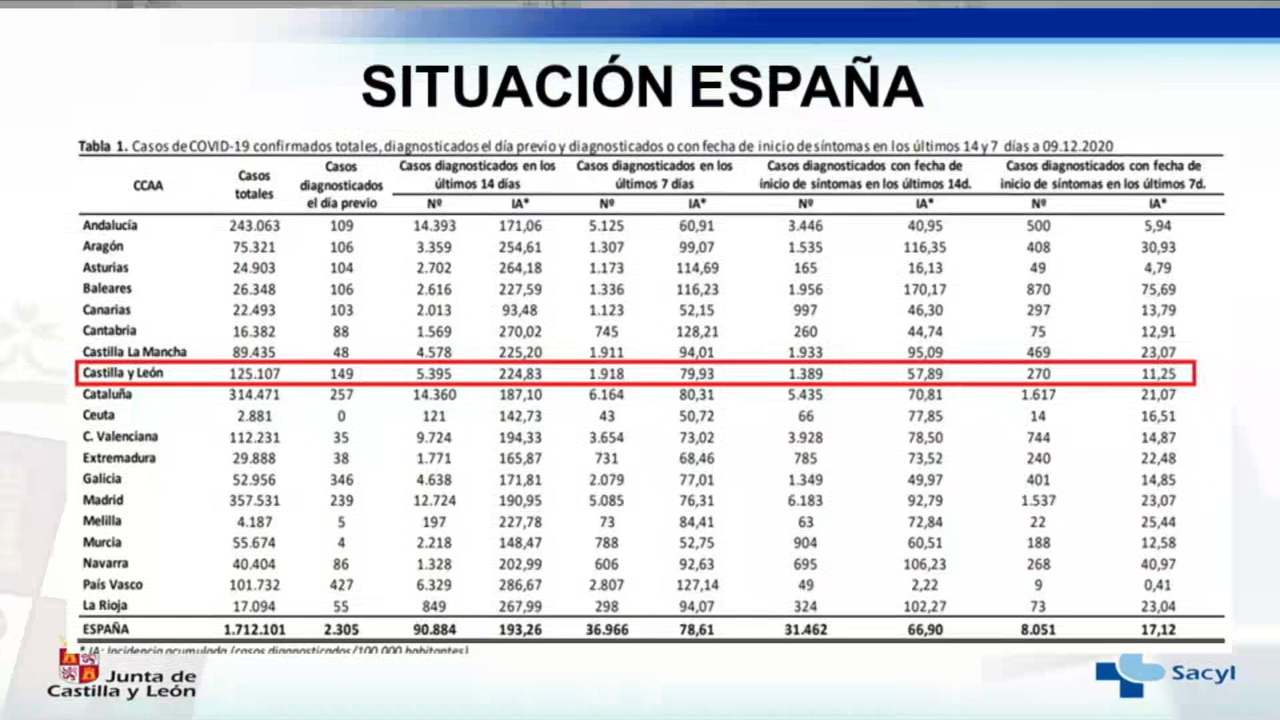 SITUACIÓN ESPAÑA
Tabla 1. Casos de COVID-19 confirmados totales, diagnosticados el día previo y diagnosticados o con fecha de inicio de síntomas en los últimos 14 y 7 días a 09.12.2020
CCAA Casos totales Casos diagnosticados el día previo Casos diagnosticados en los últimos 14 días Casos diagnosticados en los últimos 7 días Casos diagnosticados con fecha de inicio de síntomas en los últimos 14d. Casos diagnosticados con fecha de inicio de síntomas en los últimos 7d.
Nº IA* Nº IA* Nº IA* Nº IA*
Andalucía 243.063 109 14.393 171,06 5.125 60,91 3.446 40,95 500 5,94
Aragón 75.321 106 3.359 254,61 1.307 99,07 1.535 116,35 408 30,93
Asturias 24.903 104 2.702 264,18 1.173 114,69 165 16,13 49 4,79
Baleares 26.348 106 2.616 227,59 1.336 116,23 1.956 170,17 870 75,69
Canarias 22.493 103 2.013 93,48 1.123 52,15 997 46,30 297 13,79
Cantabria 16.382 88 1.569 270,02 745 128,21 260 44,74 75 12,91
Castilla La Mancha 89.435 48 4.578 225,20 1.911 94,01 1.933 95,09 469 23,07
Castilla y León 125.107 149 5.395 224,83 1.918 79,93 1.389 57,89 270 11,25
Cataluña 314.471 257 14.360 187,10 6.164 80,31 5.435 70,81 1.617 21,07
Ceuta 2.881 0 121 142,73 43 50,72 66 77,85 14 16,51
C. Valenciana 112.231 35 9.724 194,33 3.654 73,02 3.928 78,50 744 14,87
Extremadura 29.888 38 1.771 165,87 731 68,46 785 73,52 240 22,48
Galicia 52.956 346 4.638 171,81 2.079 77,01 1.349 49,97 401 14,85
Madrid 357.531 239 12.724 190,95 5.085 76,31 6.183 92,79 1.537 23,07
Melilla 4.187 5 197 227,78 73 84,41 63 72,84 22 25,44
Murcia 55.674 4 2.218 148,47 788 52,75 904 60,51 188 12,58
Navarra 40.404 86 1.328 202,99 606 92,63 695 106,23 268 40,97
País Vasco 101.732 427 6.329 286,67 2.807 127,14 49 2,22 9 0,41
La Rioja 17.094 55 849 267,99 298 94,07 324 102,27 73 23,04
ESPAÑA 1.712.101 2.305 90.884 193,26 36.966 78,61 31.462 66,90 8.051 17,12
* IA: Incidencia acumulada (casos diagnosticados/100.000 habitantes)
Junta de
Castilla y León
Sacyl